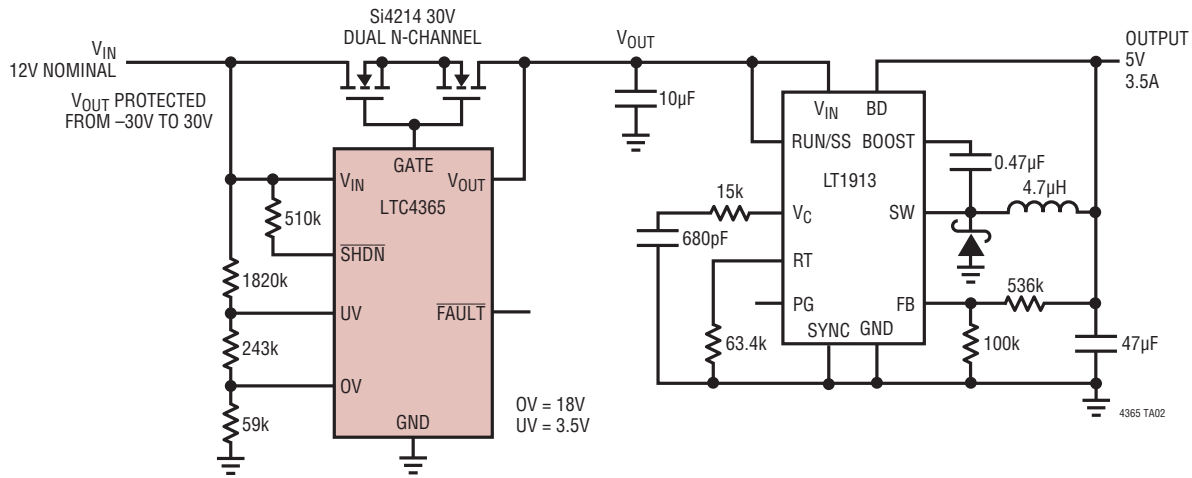 Si4214 30V
DUAL N-CHANNEL
VIN
12V NOMINAL
VOUT PROTECTED
FROM –30V TO 30V
VOUT
10µF
OUTPUT
5V
3.5A
GATE
VIN
VOUT
LTC4365
510k
SHDN
1820k
UV
FAULT
243k
OV
59k
GND
OV = 18V
UV = 3.5V
VIN
BD
RUN/SS
BOOST
LT1913
0.47µF
4.7µH
15k
VC
SW
680pF
RT
536k
PG
FB
SYNC
GND
63.4k
100k
47µF
4365 TA02